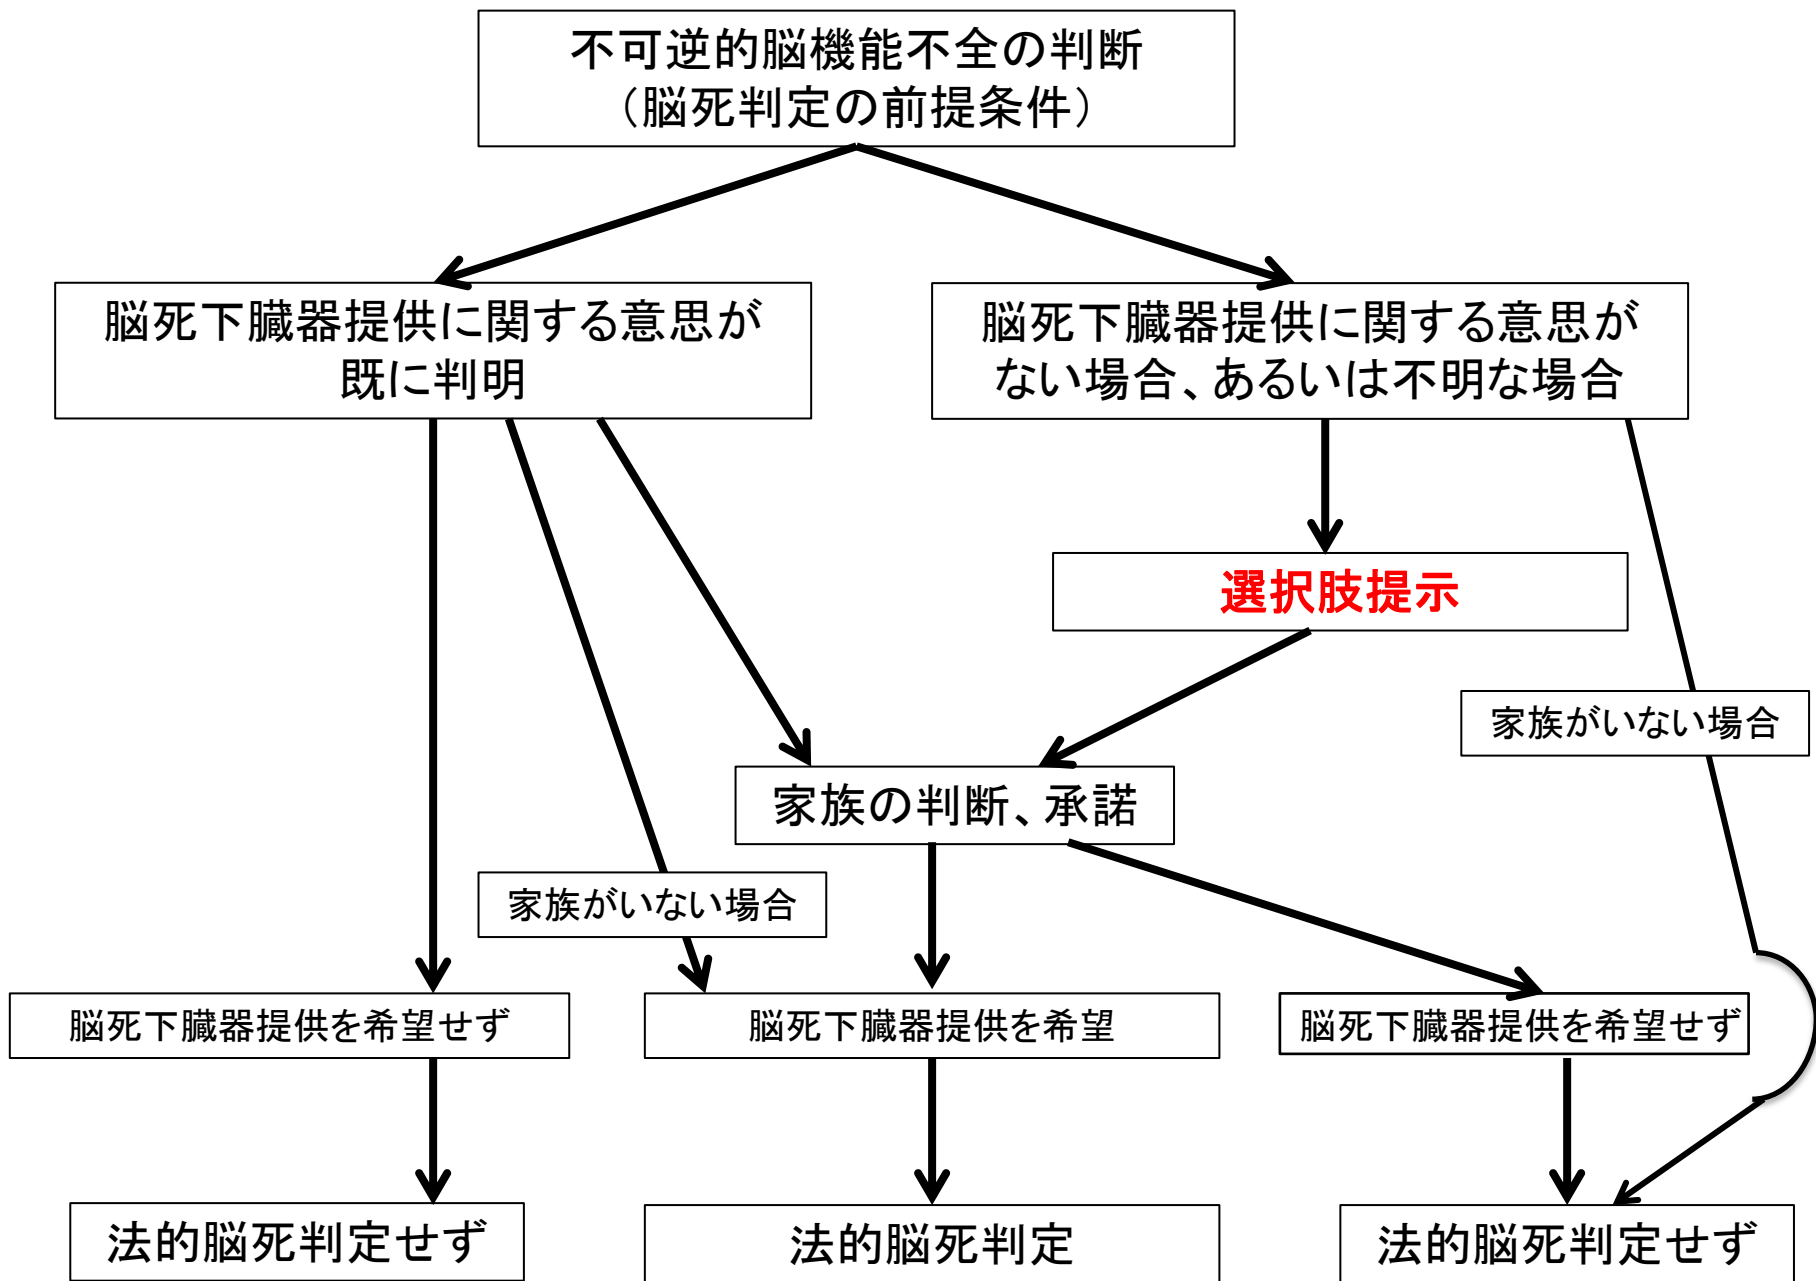 不可逆的脳機能不全の判断
（脳死判定の前提条件）
脳死下臓器提供に関する意思が
既に判明
脳死下臓器提供に関する意思が
ない場合、あるいは不明な場合
選択肢提示
家族がいない場合
家族の判断、承諾
家族がいない場合
脳死下臓器提供を希望せず
脳死下臓器提供を希望
脳死下臓器提供を希望せず
法的脳死判定せず
法的脳死判定
法的脳死判定せず